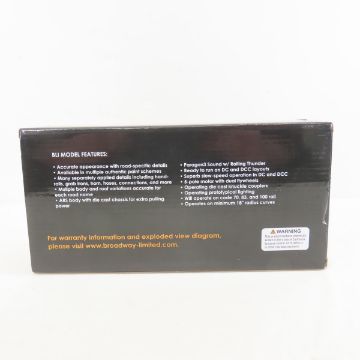 BLI MODEL FEATURES:
• Accurate appearance with road-specific details
• Available in multiple authentic paint schemes
• Many separately applied details including hand-
rails, grab irons, horn, hoses, connections, and more
• Multiple body and roof variations accurate for
each road name
• ABS body with die cast chassis for extra pulling
power
• Paragon3 Sound w/ Rolling Thunder
• Ready to run on DC and DCC layouts
• Superb slow-speed operation in DC and DCC
• 5 pole motor with dual flywheels
• Operating die cast knuckle couplers
• Operating prototypical lighting
• Will operate on code 70, 83, and 100 rail
• Operates on minimum 18" radius curves
For warranty information and exploded view diagram,
please visit www.broadway-limited.com.
WARNING